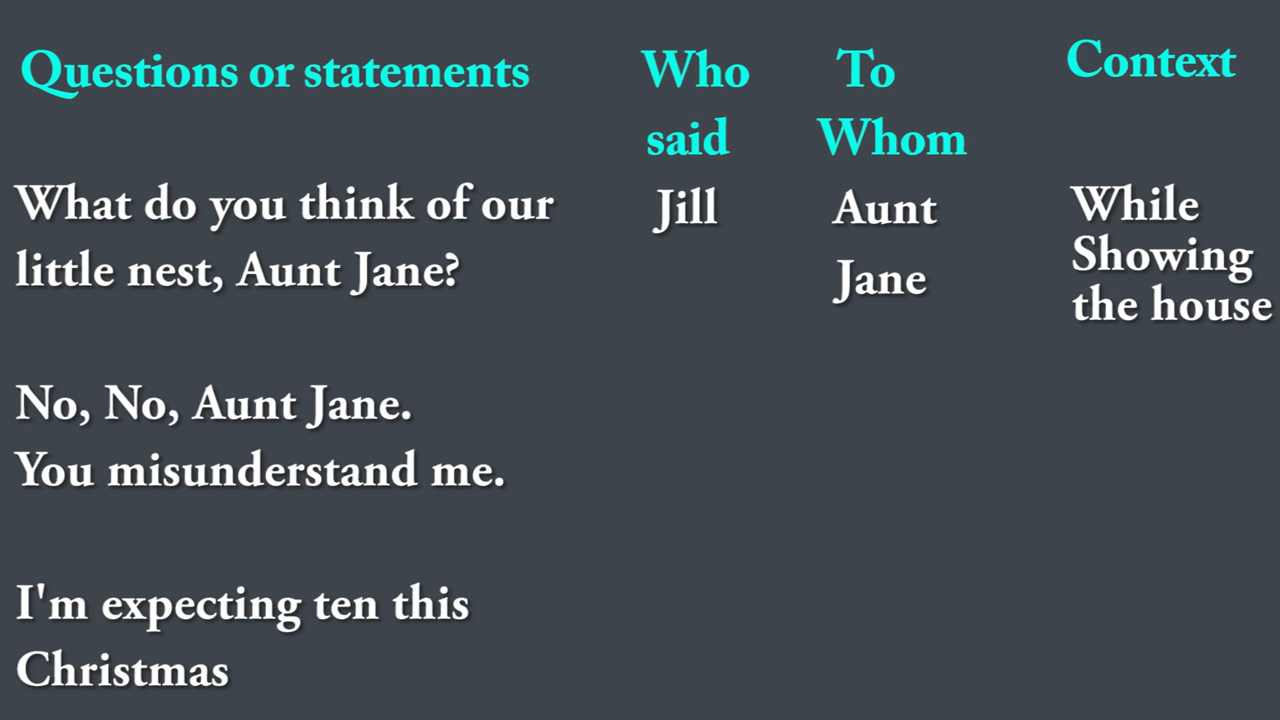 Questions or statements
Who said
To Whom
Context
What do you think of our
little nest, Aunt Jane?
Jill
Aunt
Jane
While
Showing
the house
No, No, Aunt Jane.
You misunderstand me.
I'm expecting ten this
Christmas